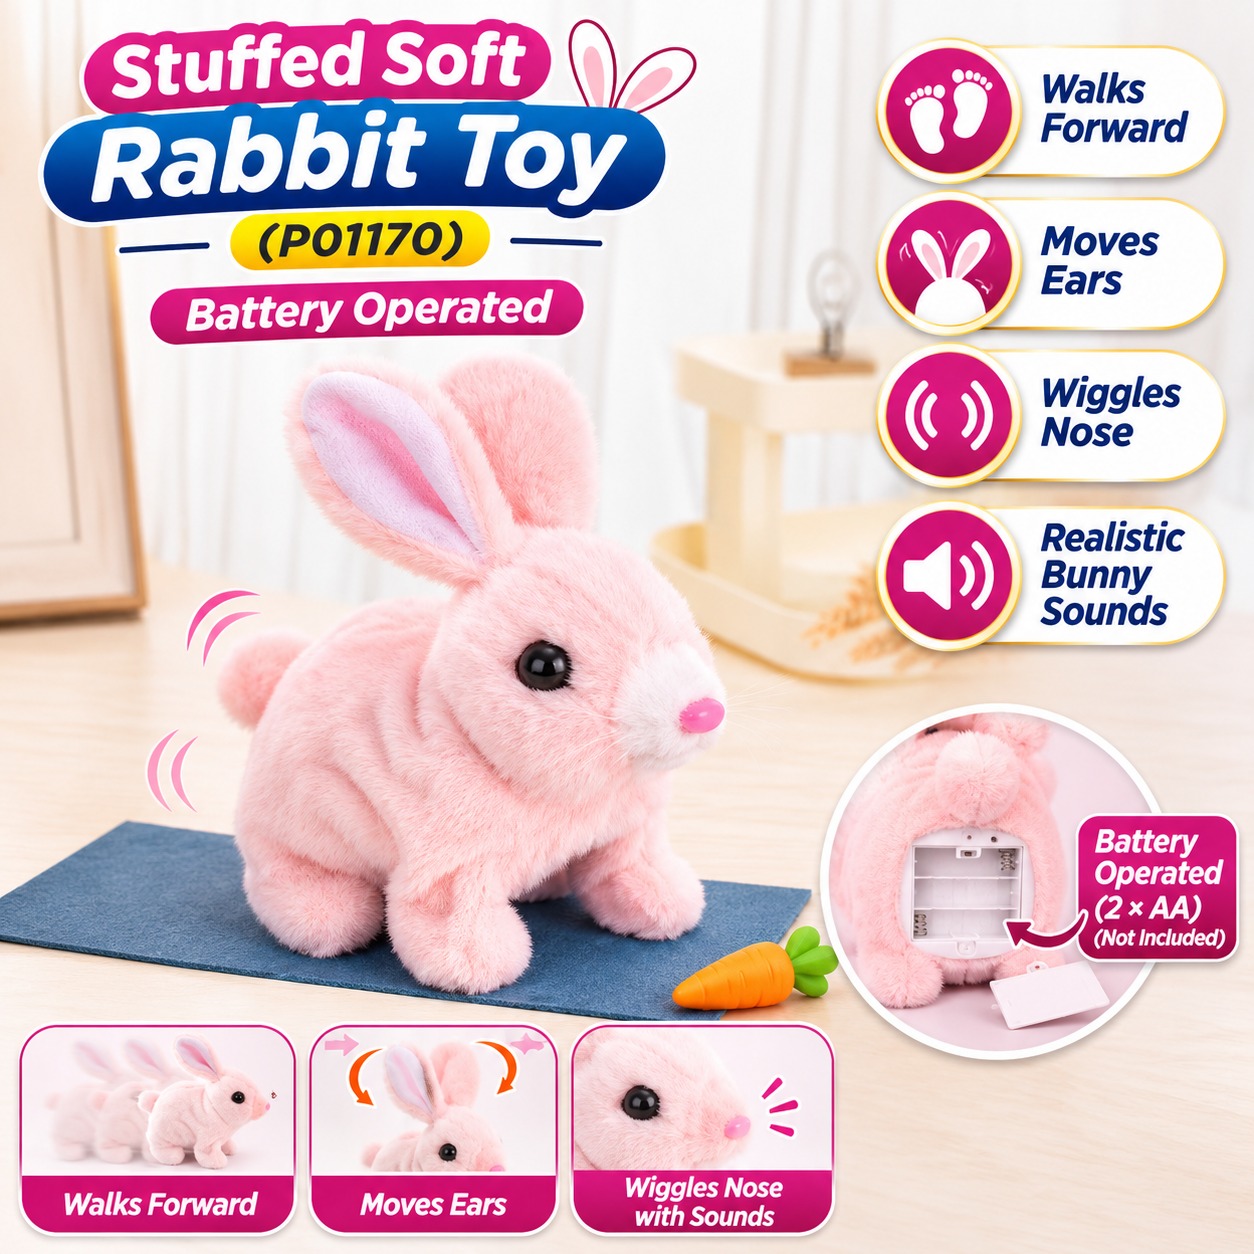 Stuffed Soft
Rabbit Toy
(P01170)
Battery Operated
Walks
Forward
Moves
Ears
Wiggles
Nose
Realistic
Bunny
Sounds
Battery
Operated
(2 × AA)
(Not Included)
Walks Forward
Moves Ears
Wiggles Nose
with Sounds